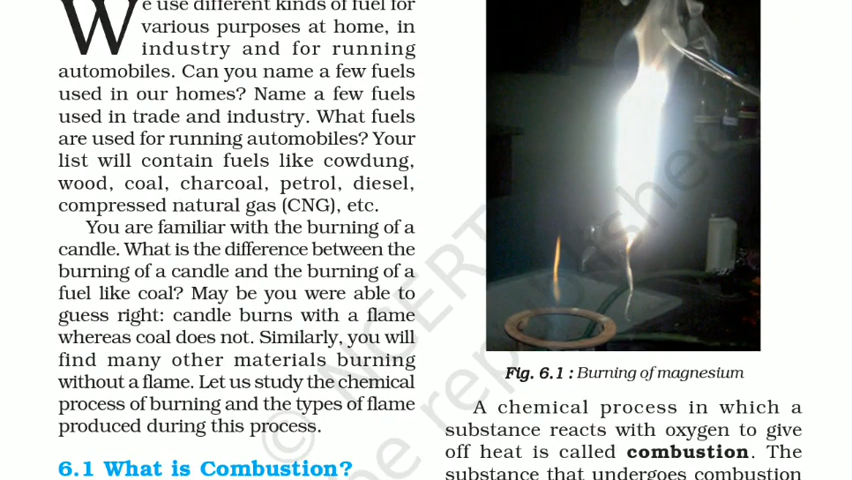 We use different kinds of fuel for
various purposes at home, in
industry and for running
automobiles. Can you name a few fuels
used in our homes? Name a few fuels
used in trade and industry. What fuels
are used for running automobiles? Your
list will contain fuels like cowdung,
wood, coal, charcoal, petrol, diesel,
compressed natural gas (CNG), etc.
You are familiar with the burning of a
candle. What is the difference between the
burning of a candle and the burning of a
fuel like coal? May be you were able to
guess right: candle burns with a flame
whereas coal does not. Similarly, you will
find many other materials burning
without a flame. Let us study the chemical
process of burning and the types of flame
produced during this process.
6.1 What is Combustion?
Fig. 6.1 : Burning of magnesium
A chemical process in which a
substance reacts with oxygen to give
off heat is called combustion. The
substance that undergoes combustion
© NCERT